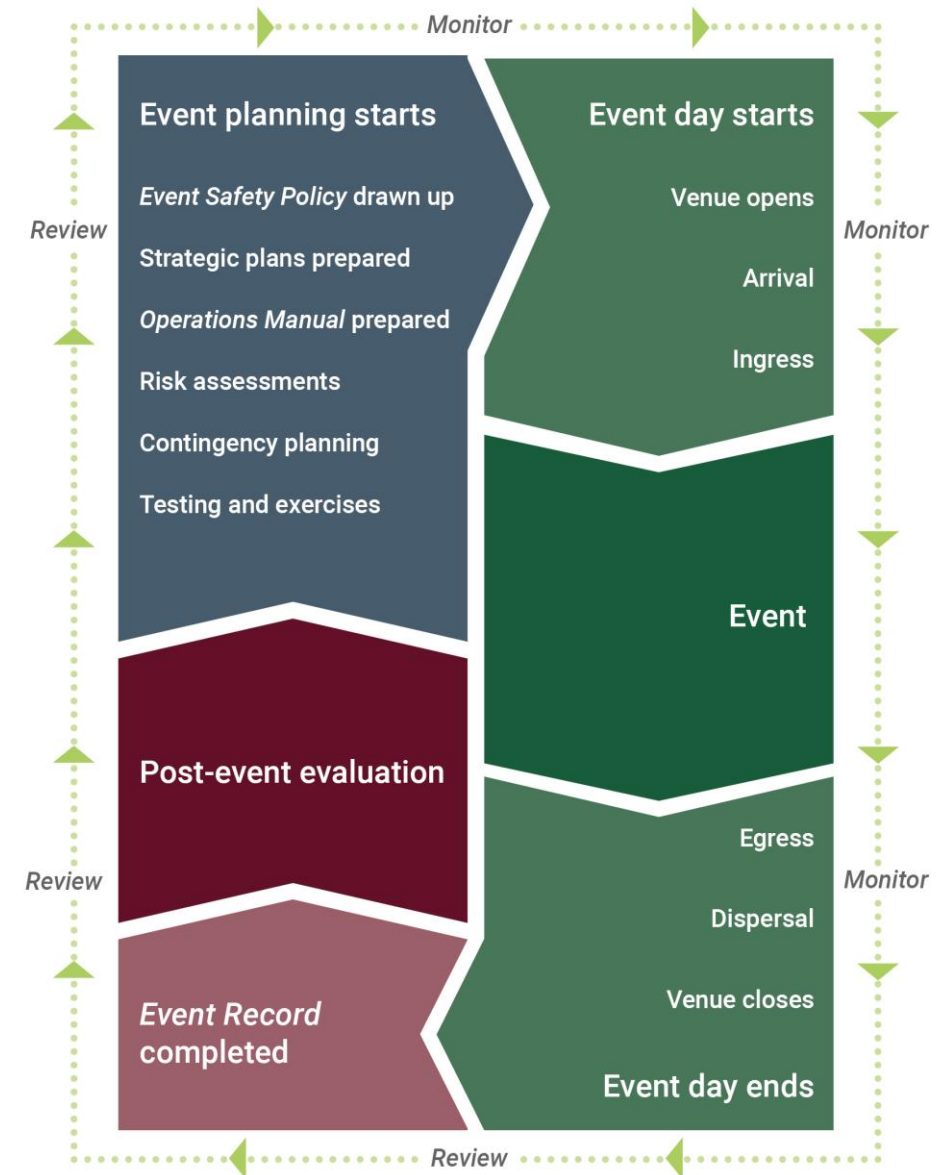 Monitor
Event planning starts
Event Safety Policy drawn up
Strategic plans prepared
Operations Manual prepared
Risk assessments
Contingency planning
Testing and exercises
Event day starts
Venue opens
Arrival
Ingress
Monitor
Event
Egress
Dispersal
Venue closes
Event day ends
Monitor
Review
Event Record
completed
Post-event evaluation
Review
Review